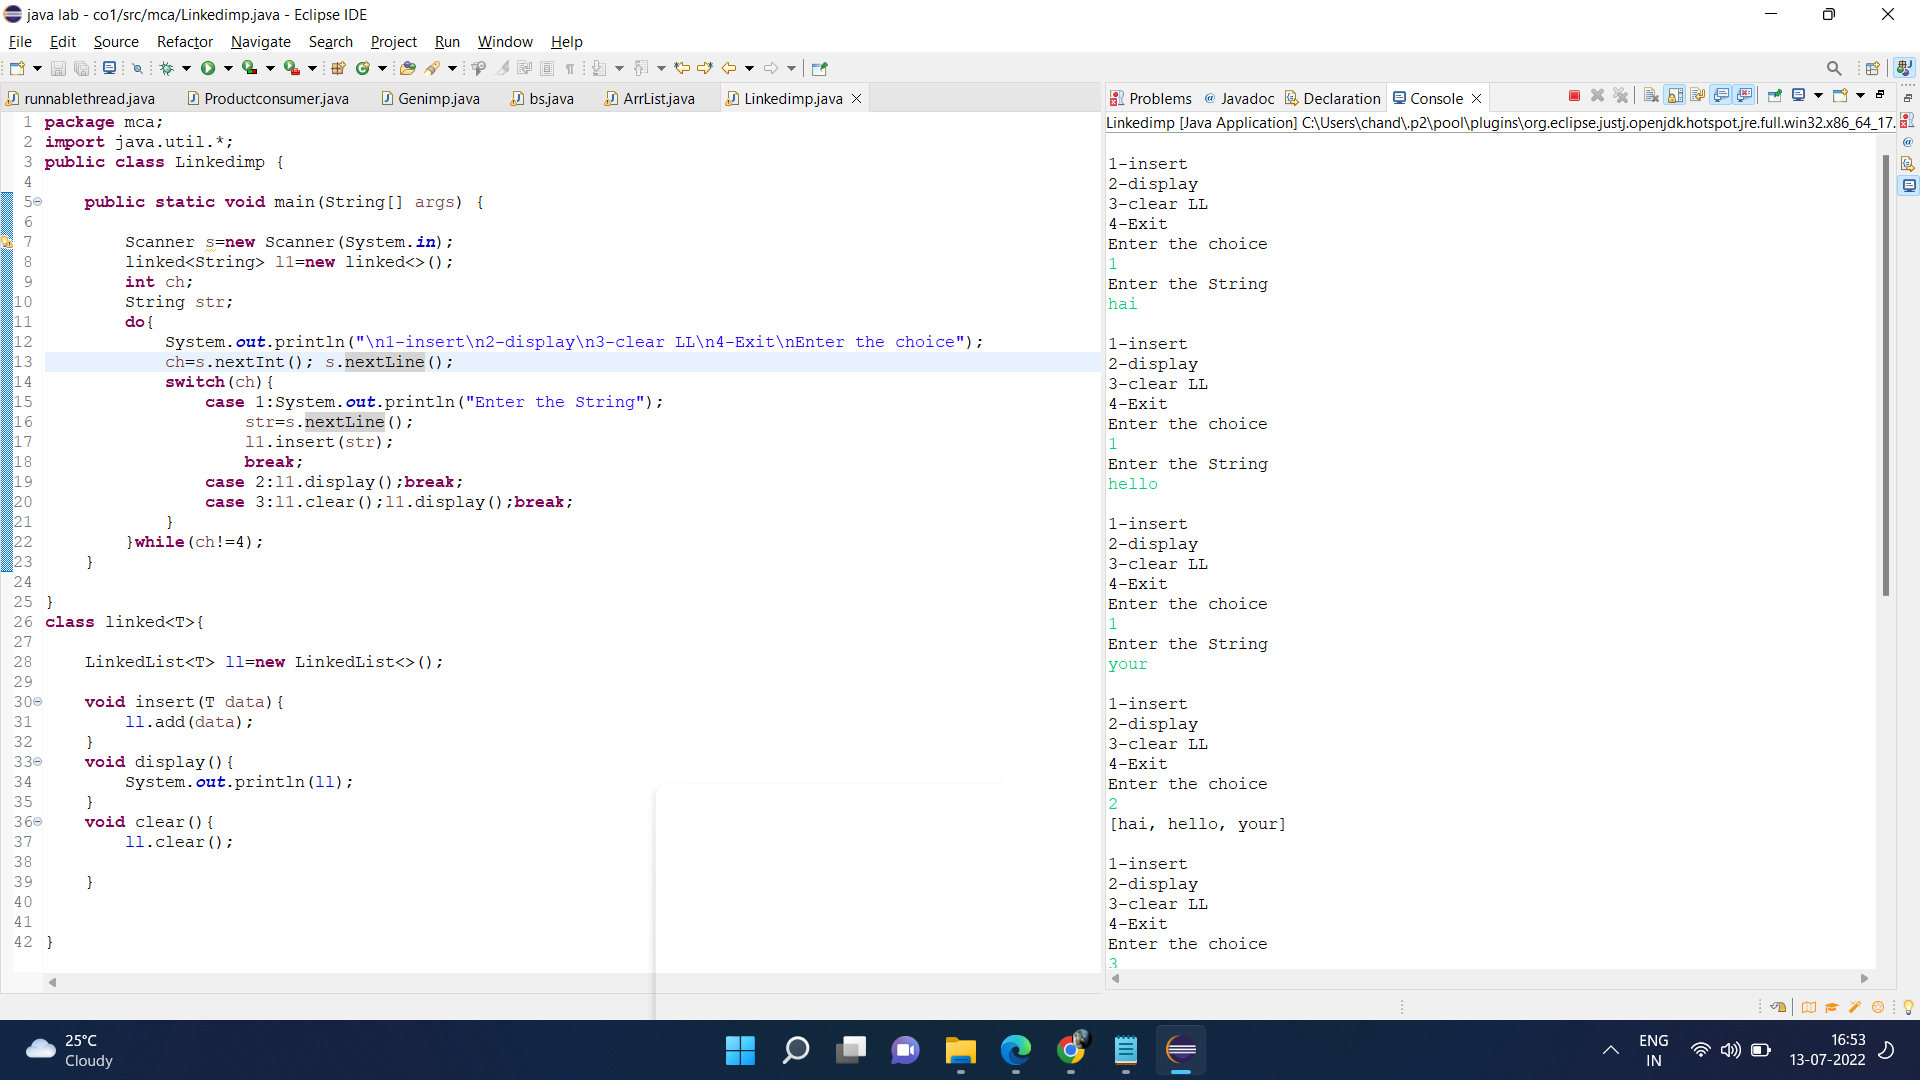 java lab - co1/src/mca/Linkedimp.java - Eclipse IDE
File Edit Source Refactor Navigate Search Project Run Window Help
runnablethread.java Productconsumer.java Genimp.java bs.java ArrList.java Linkedimp.java
1 package mca;
2 import java.util.*;
3 public class Linkedimp {
4
5 public static void main(String[] args) {
6
7 Scanner s=new Scanner(System.in);
8 linked<String> l1=new linked<>();
9 int ch;
10 String str;
11 do{
12 System.out.println("\n1-insert\n2-display\n3-clear LL\n4-Exit\nEnter the choice");
13 ch=s.nextInt(); s.nextLine();
14 switch(ch){
15 case 1:System.out.println("Enter the String");
16 str=s.nextLine();
17 l1.insert(str);
18 break;
19 case 2:l1.display();break;
20 case 3:l1.clear();l1.display();break;
21 }
22 }while(ch!=4);
23 }
24
25 }
26 class linked<T>{
27
28 LinkedList<T> ll=new LinkedList<>();
29
30 void insert(T data){
31 ll.add(data);
32 }
33 void display(){
34 System.out.println(ll);
35 }
36 void clear(){
37 ll.clear();
38
39 }
40
41
42 }
Problems Javadoc Declaration Console
Linkedimp [Java Application] C:\Users\chand\.p2\pool\plugins\org.eclipse.justj.openjdk.hotspot.jre.full.win32.x86_64_17.
1-insert
2-display
3-clear LL
4-Exit
Enter the choice
1
Enter the String
hai
1-insert
2-display
3-clear LL
4-Exit
Enter the choice
1
Enter the String
hello
1-insert
2-display
3-clear LL
4-Exit
Enter the choice
1
Enter the String
your
1-insert
2-display
3-clear LL
4-Exit
Enter the choice
2
[hai, hello, your]
1-insert
2-display
3-clear LL
4-Exit
Enter the choice
3
25°C
Cloudy
ENG
IN
16:53
13-07-2022